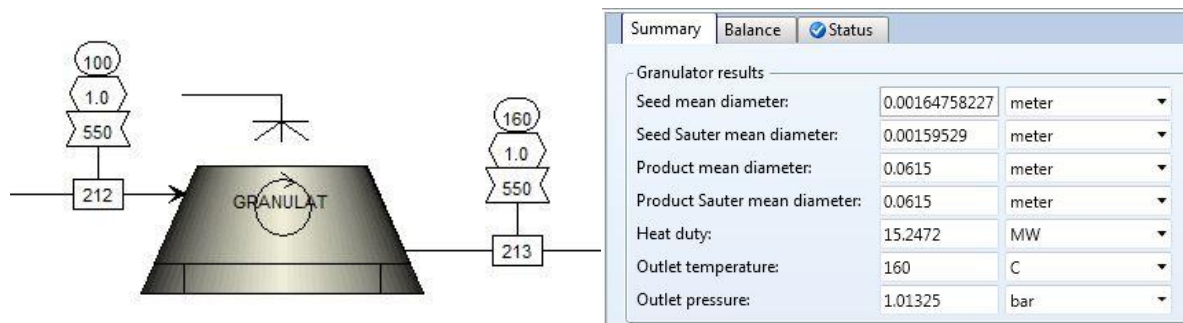 100
1.0
550
212
GRANULAT
160
1.0
550
213
Summary Balance Status
Granulator results
Seed mean diameter: 0.00164758227 meter
Seed Sauter mean diameter: 0.00159529 meter
Product mean diameter: 0.0615 meter
Product Sauter mean diameter: 0.0615 meter
Heat duty: 15.2472 MW
Outlet temperature: 160 C
Outlet pressure: 1.01325 bar